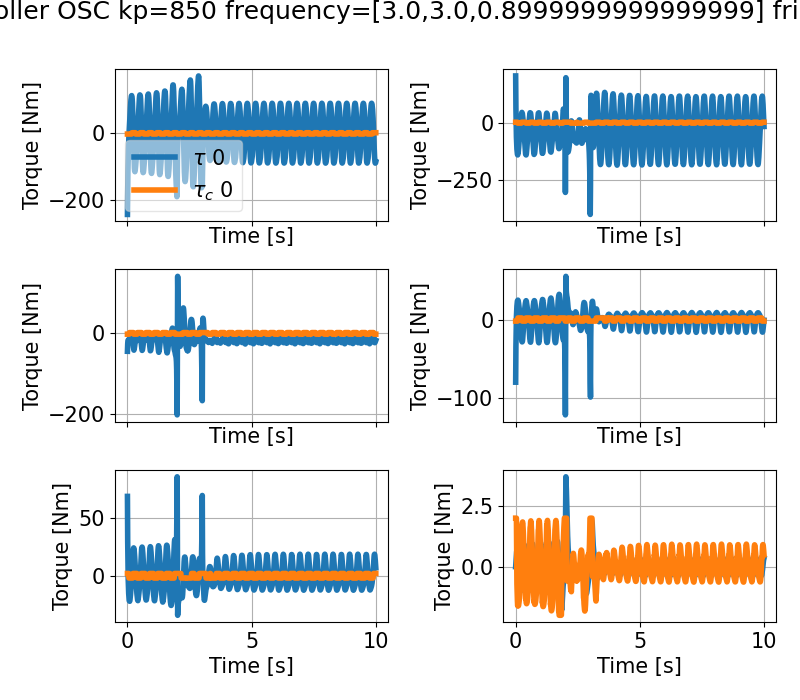 oller OSC kp=850 frequency=[3.0,3.0,0.8999999999999999] fri
Torque [Nm]
0
−200
τ 0
τc 0
Time [s]
Torque [Nm]
0
−250
Time [s]
Torque [Nm]
0
−200
Time [s]
Torque [Nm]
0
−100
Time [s]
Torque [Nm]
50
0
0 5 10
Time [s]
Torque [Nm]
2.5
0.0
0 5 10
Time [s]